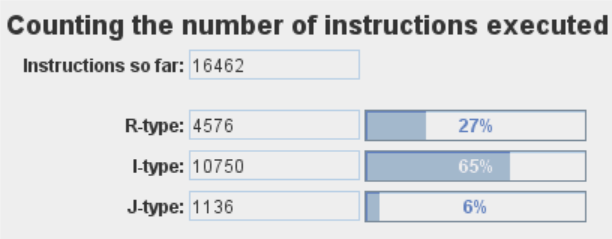 Counting the number of instructions executed
Instructions so far: 16462
R-type: 4576 27%
I-type: 10750 65%
J-type: 1136 6%